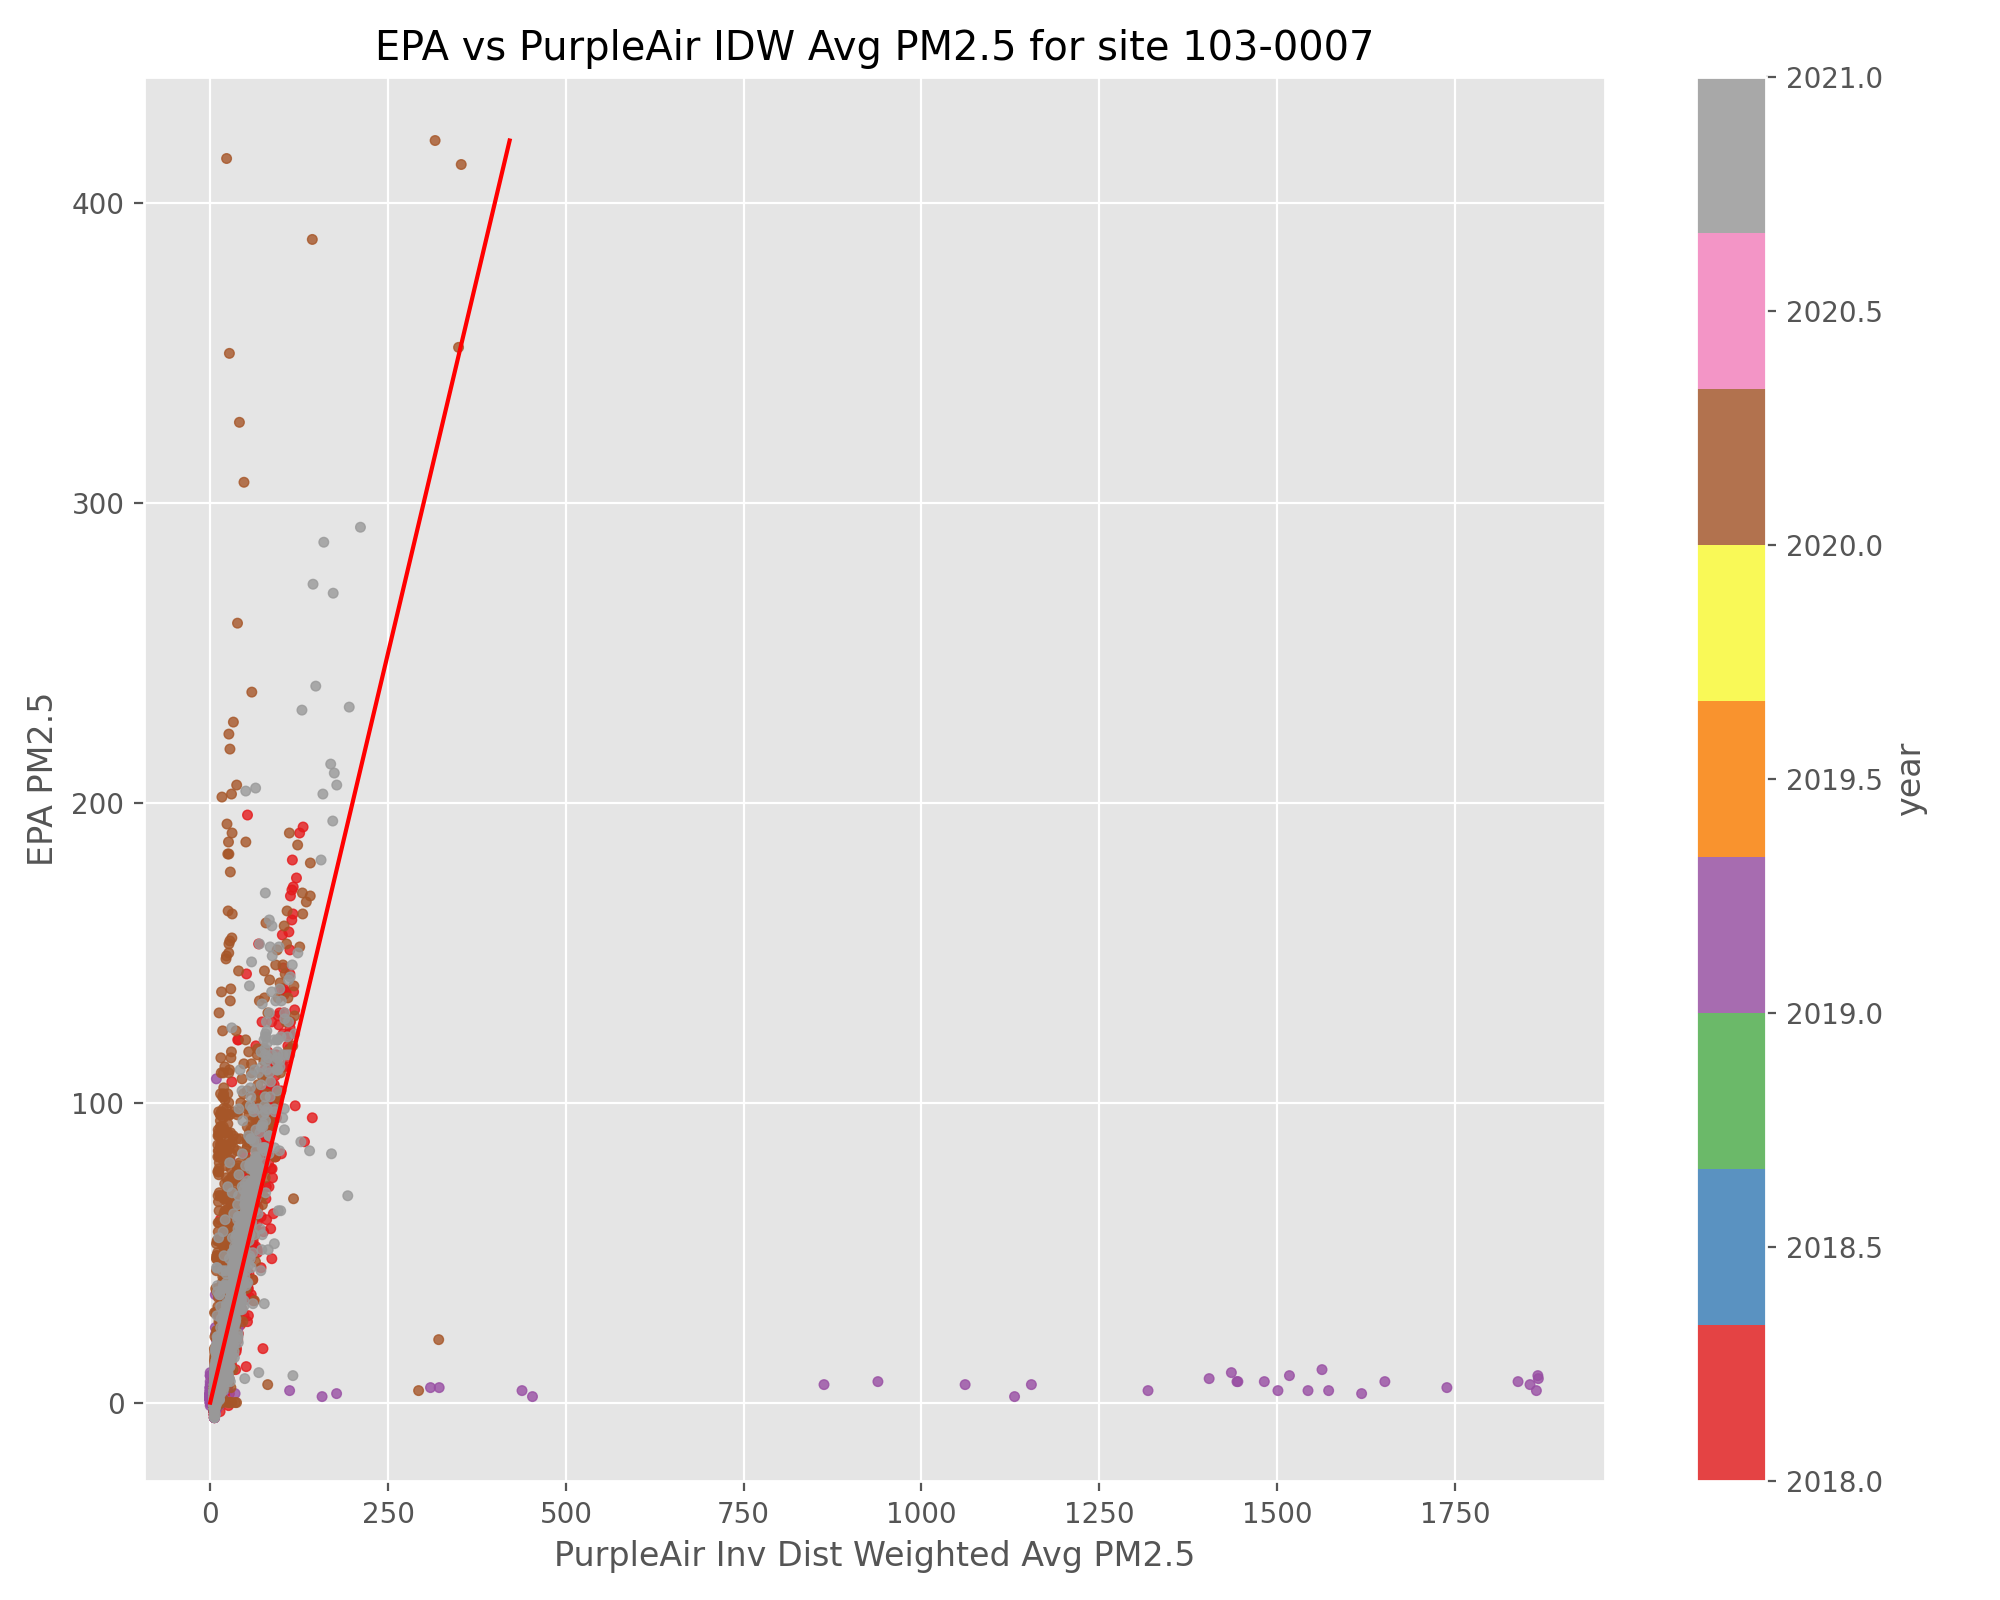 EPA vs PurpleAir IDW Avg PM2.5 for site 103-0007
EPA PM2.5
400
300
200
100
0
0 250 500 750 1000 1250 1500 1750
PurpleAir Inv Dist Weighted Avg PM2.5
2021.0
2020.5
2020.0
2019.5
2019.0
2018.5
2018.0
year